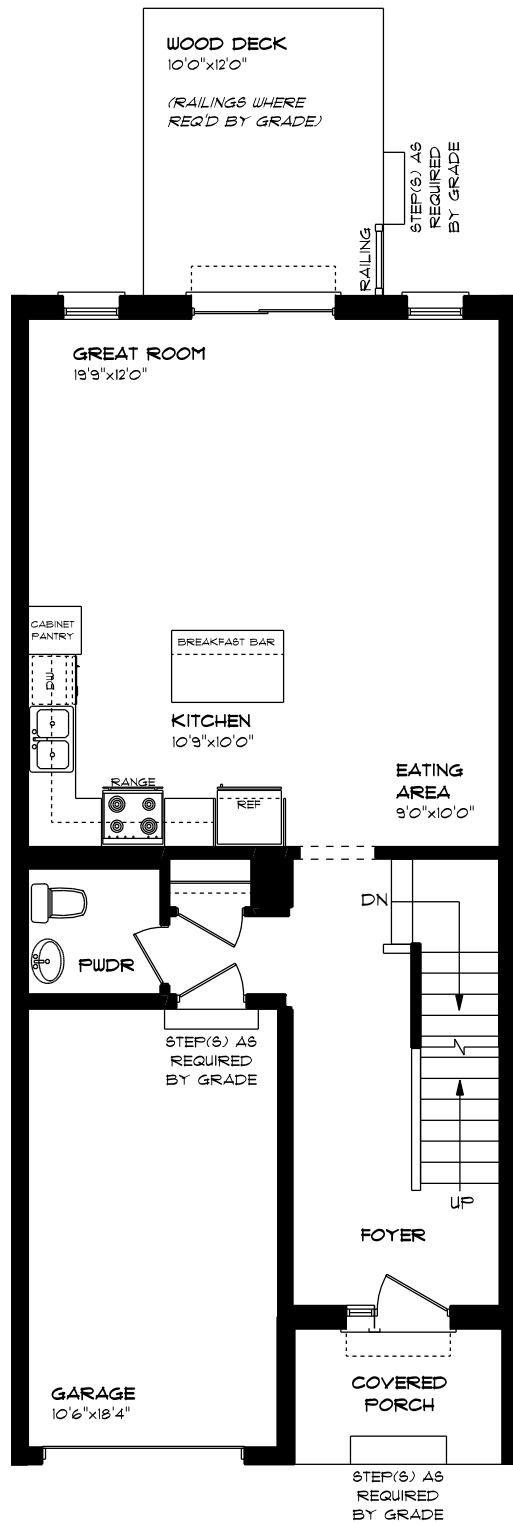 WOOD DECK
10'0"x12'0"
(RAILINGS WHERE
REQ'D BY GRADE)
STEP(S) AS
REQUIRED
BY GRADE
RAILING
GREAT ROOM
19'9"x12'0"
CABINET
PANTRY
BREAKFAST BAR
DW
KITCHEN
10'9"x10'0"
EATING
AREA
9'0"x10'0"
RANGE
REF
DN
PWDR
STEP(S) AS
REQUIRED
BY GRADE
UP
FOYER
GARAGE
10'6"x18'4"
COVERED
PORCH
STEP(S) AS
REQUIRED
BY GRADE